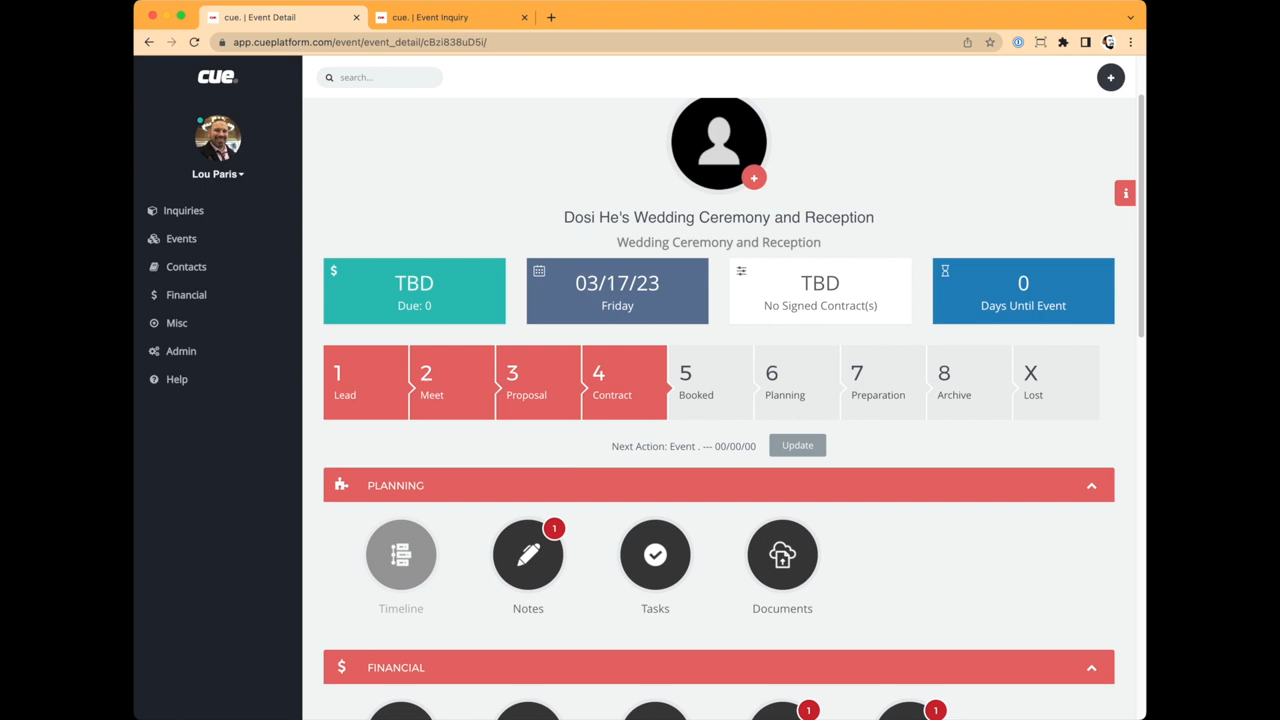 cue. | Event Detail
cue. | Event Inquiry
app.cueplatform.com/event/event_detail/cBzi838uD5i/
cue.
search...
Lou Paris
Inquiries
Events
Contacts
$ Financial
Misc
Admin
Help
Dosi He's Wedding Ceremony and Reception
Wedding Ceremony and Reception
$
TBD
Due: 0
03/17/23
Friday
TBD
No Signed Contract(s)
0
Days Until Event
1
Lead
2
Meet
3
Proposal
4
Contract
5
Booked
6
Planning
7
Preparation
8
Archive
X
Lost
Next Action: Event . --- 00/00/00
Update
PLANNING
1
Timeline
Notes
Tasks
Documents
$ FINANCIAL
1
1